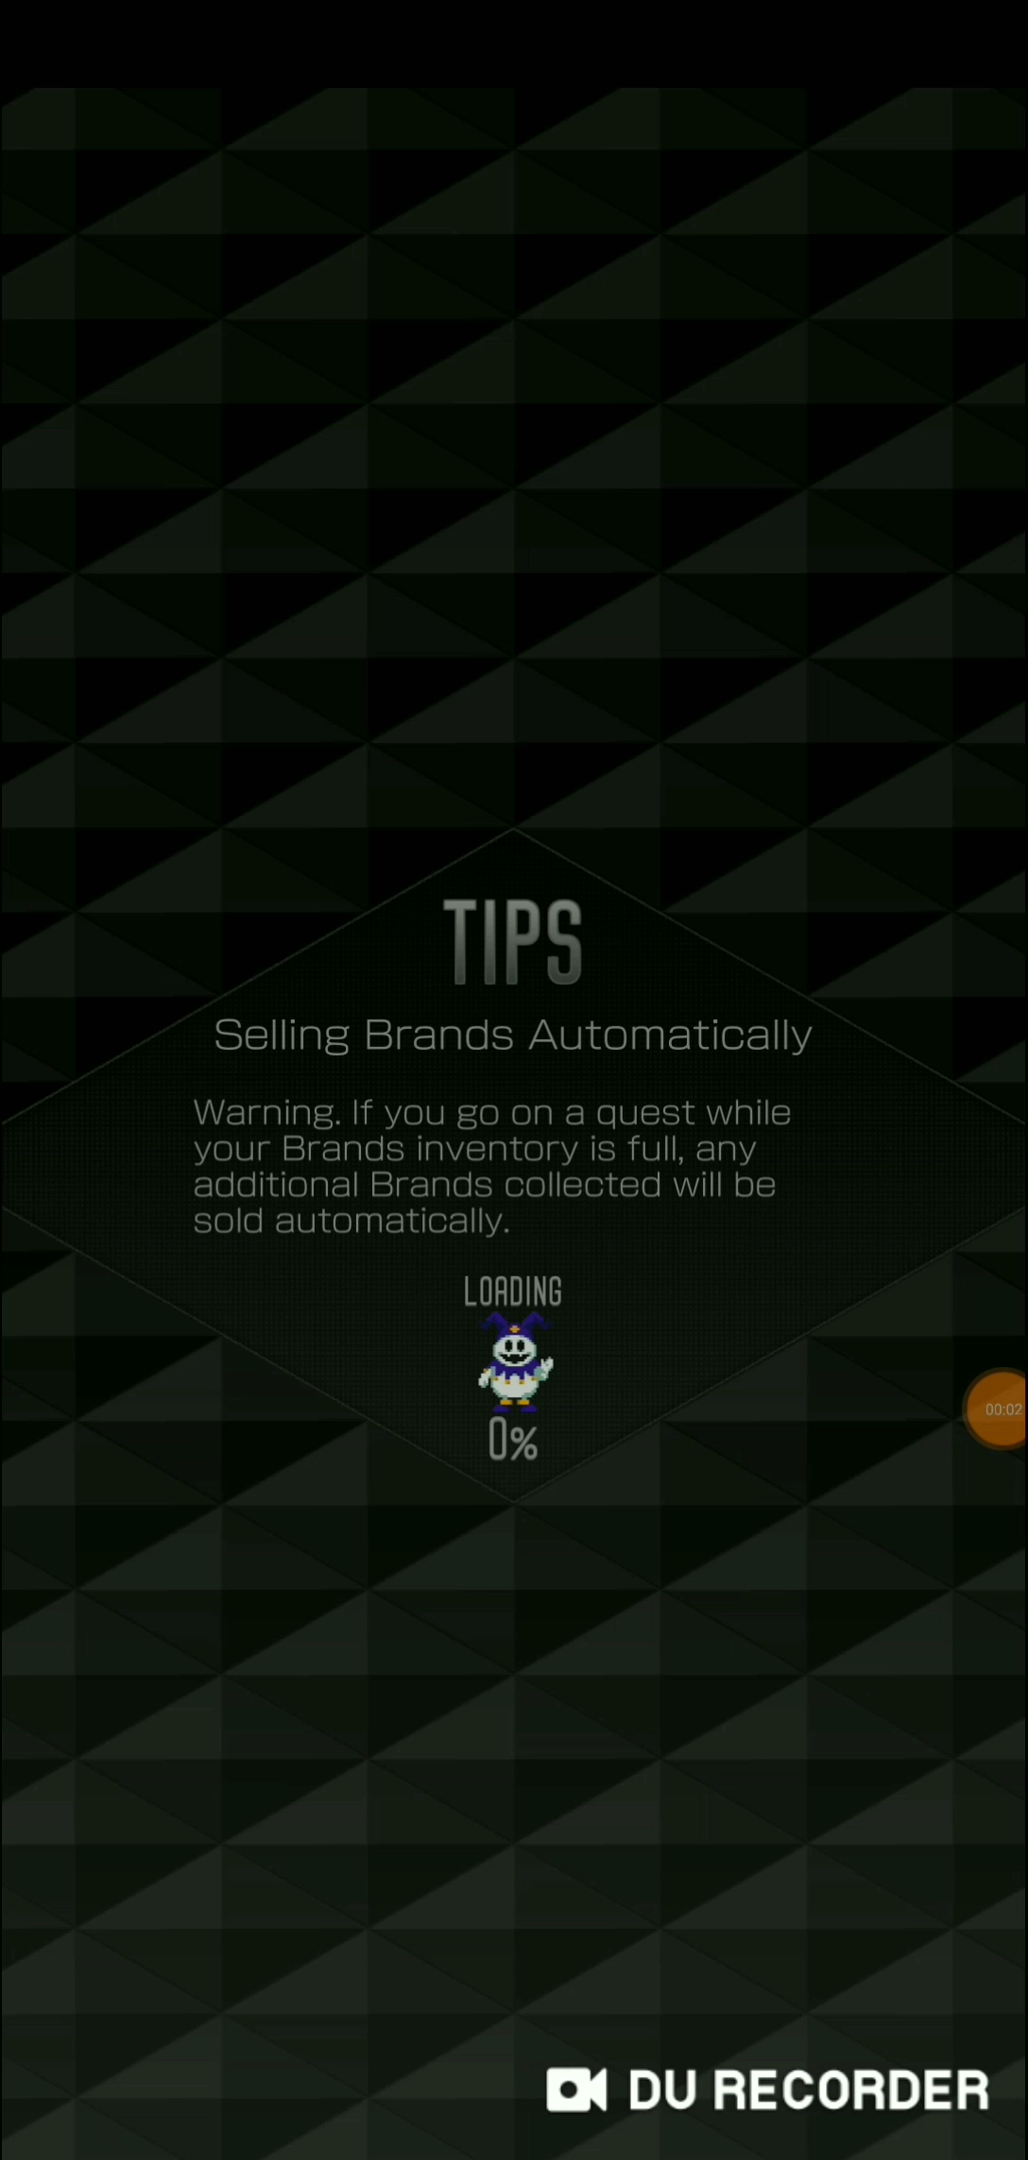 TIPS
Selling Brands Automatically
Warning. If you go on a quest while
your Brands inventory is full, any
additional Brands collected will be
sold automatically.
LOADING
0%
00:02
DU RECORDER